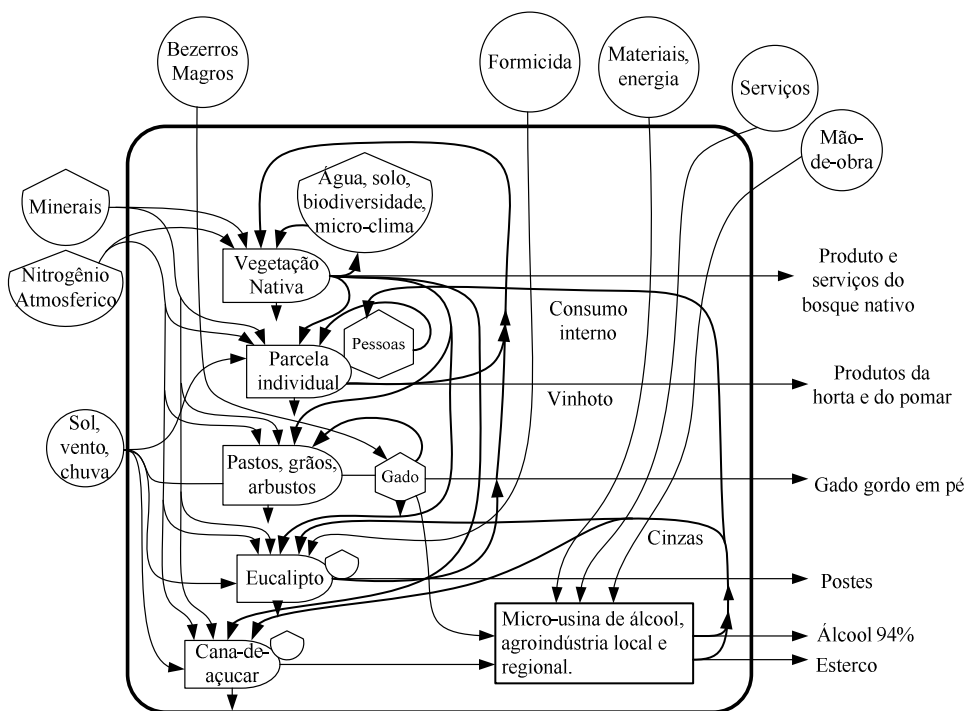 Bezerros
Magros
Formicida
Materiais,
energia
Serviços
Mão-
de-obra
Minerais
Água, solo,
biodiversidade,
micro-clima
Nitrogênio
Atmosferico
Vegetação
Nativa
Produto e
serviços do
bosque nativo
Consumo
interno
Pessoas
Parcela
individual
Produtos da
horta e do pomar
Vinhoto
Sol,
vento,
chuva
Pastos, grãos,
arbustos
Gado
Gado gordo em pé
Cinzas
Eucalipto
Postes
Micro-usina de álcool,
agroindústria local e
regional.
Álcool 94%
Esterco
Cana-de-
açucar